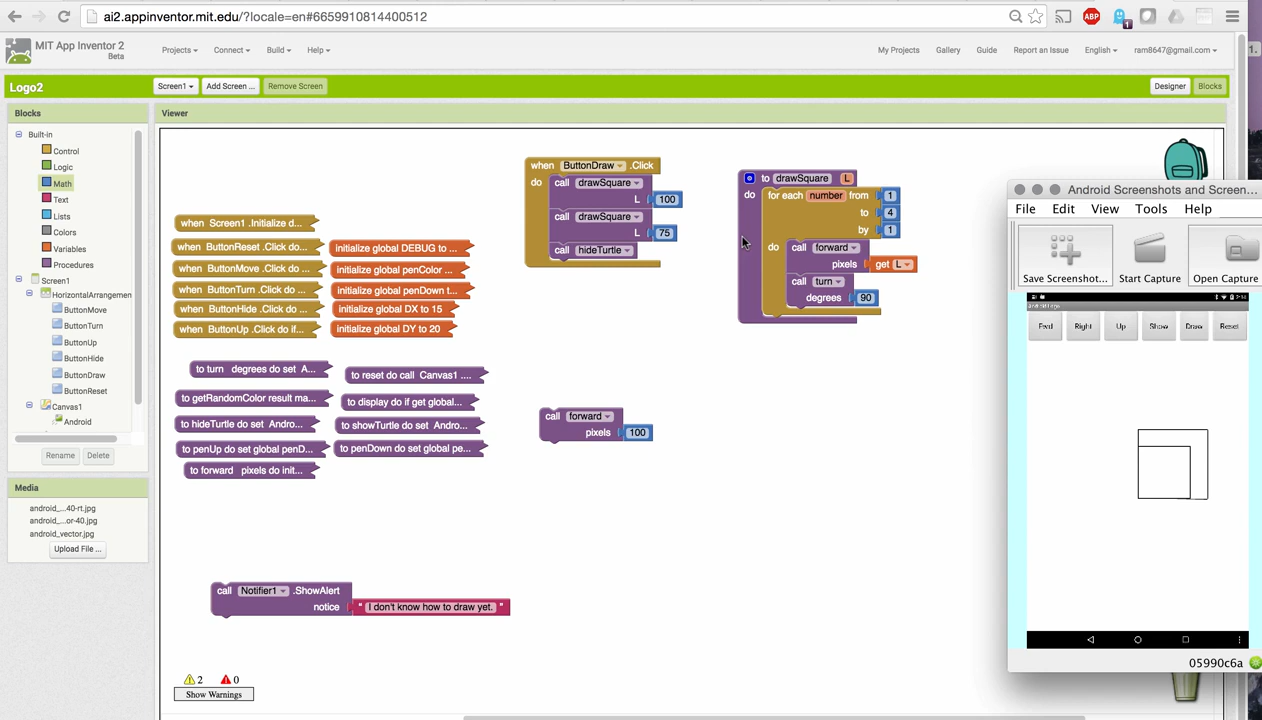 ai2.appinventor.mit.edu/?locale=en#6659910814400512
ABP
1
MIT App Inventor 2
Beta
Projects Connect Build Help
My Projects Gallery Guide Report an Issue English ram8647@gmail.com
1.
Logo2
Screen1 Add Screen ... Remove Screen
Designer Blocks
Blocks
Viewer
Built-in
Control
Logic
Math
Text
Lists
Colors
Variables
Procedures
Screen1
HorizontalArrangemen
ButtonMove
ButtonTurn
ButtonUp
ButtonHide
ButtonDraw
ButtonReset
Canvas1
Android
Rename Delete
Media
android_...40-rt.jpg
android_...or-40.jpg
android_vector.jpg
Upload File ...
when Screen1 .Initialize d...
when ButtonReset .Click do...
when ButtonMove .Click do...
when ButtonTurn .Click do...
when ButtonHide .Click do...
when ButtonUp .Click do if...
initialize global DEBUG to ...
initialize global penColor ...
initialize global penDown t...
initialize global DX to 15
initialize global DY to 20
to turn degrees do set A...
to getRandomColor result ma...
to hideTurtle do set Andro...
to penUp do set global penD...
to forward pixels do init...
to reset do call Canvas1 ....
to display do if get global...
to showTurtle do set Andro...
to penDown do set global pe...
when ButtonDraw .Click
do call drawSquare
L 100
call drawSquare
L 75
call hideTurtle
to drawSquare L
do for each number from 1
to 4
by 1
do call forward
pixels get L
call turn
degrees 90
call forward
pixels 100
call Notifier1 .ShowAlert
notice " I don't know how to draw yet. "
2 0
Show Warnings
Android Screenshots and Screen...
File Edit View Tools Help
Save Screenshot... Start Capture Open Capture
Fwd Right Up Show Draw Reset
05990c6a